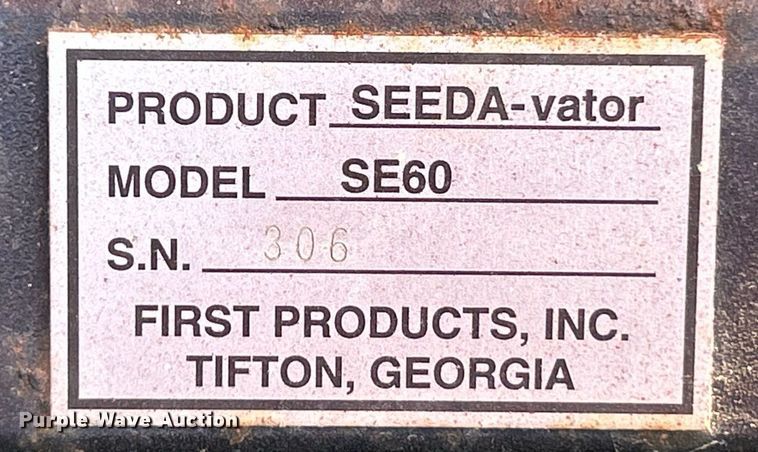 PRODUCT SEEDA-vator
MODEL SE60
S.N. 306
FIRST PRODUCTS, INC.
TIFTON, GEORGIA
Purple Wave Auction